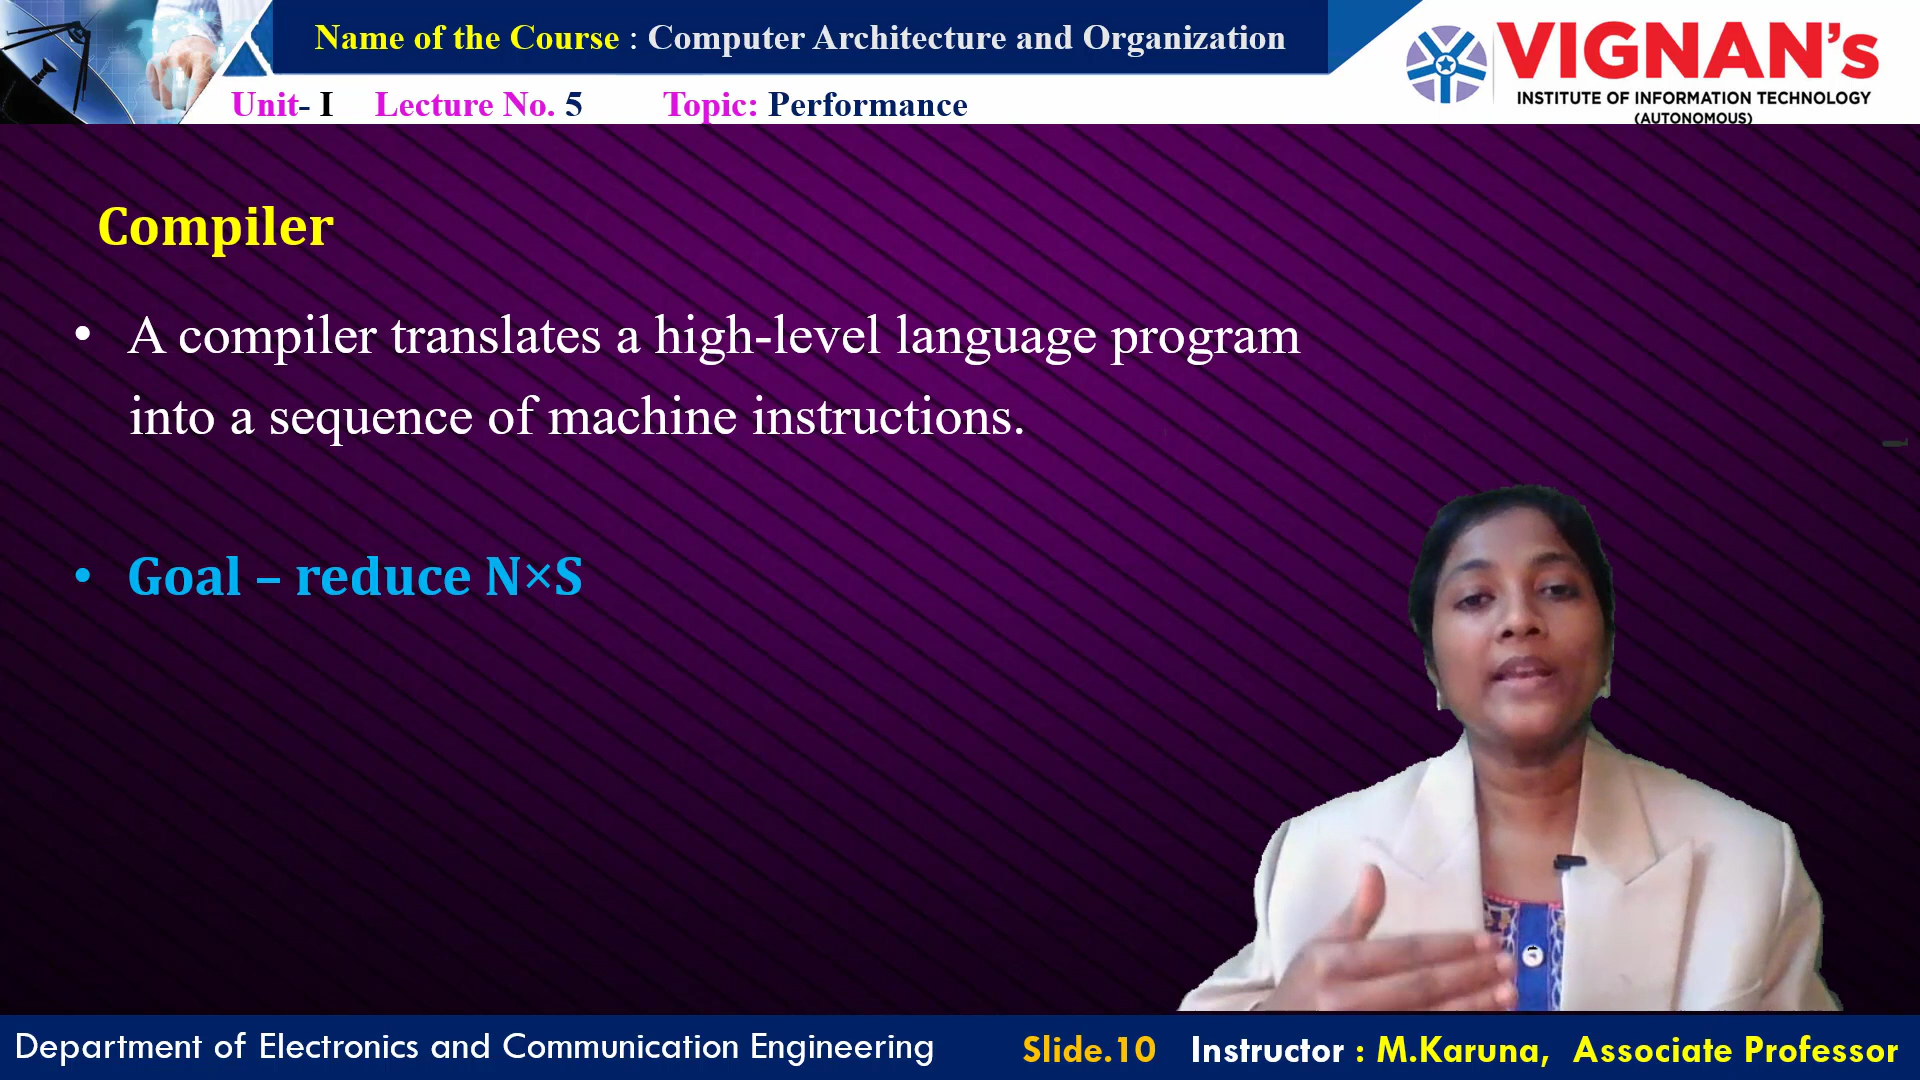 Name of the Course : Computer Architecture and Organization
Unit- I Lecture No. 5 Topic: Performance
VIGNAN's
INSTITUTE OF INFORMATION TECHNOLOGY
(AUTONOMOUS)
Compiler
• A compiler translates a high-level language program
into a sequence of machine instructions.
• Goal – reduce N×S
Department of Electronics and Communication Engineering Slide.10 Instructor : M.Karuna, Associate Professor